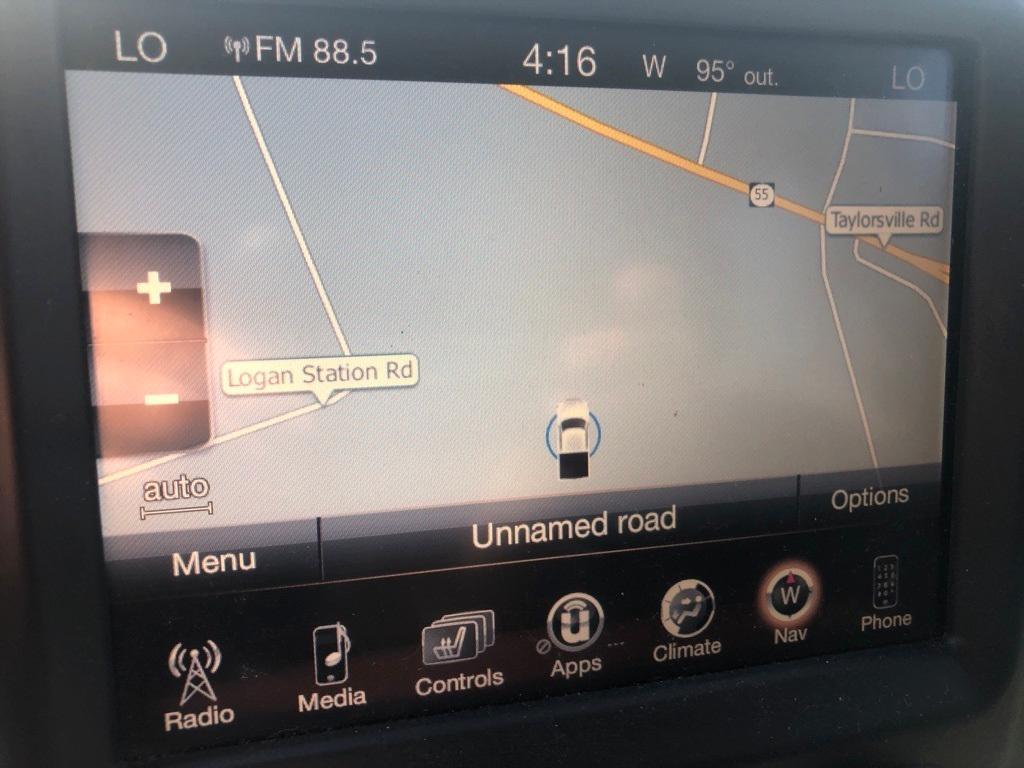 LO FM 88.5 4:16 W 95° out. LO
55
Taylorsville Rd
+
Logan Station Rd
−
auto
Menu Unnamed road Options
W
Radio Media Controls Apps Climate Nav Phone